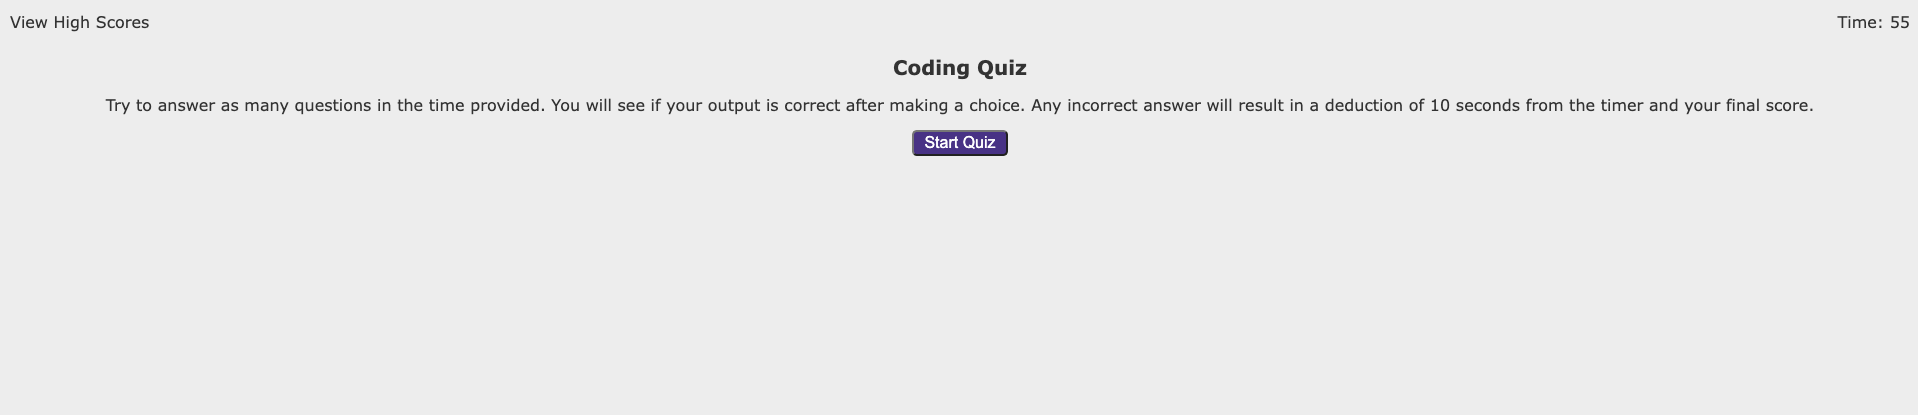 View High Scores
Time: 55
Coding Quiz
Try to answer as many questions in the time provided. You will see if your output is correct after making a choice. Any incorrect answer will result in a deduction of 10 seconds from the timer and your final score.
Start Quiz